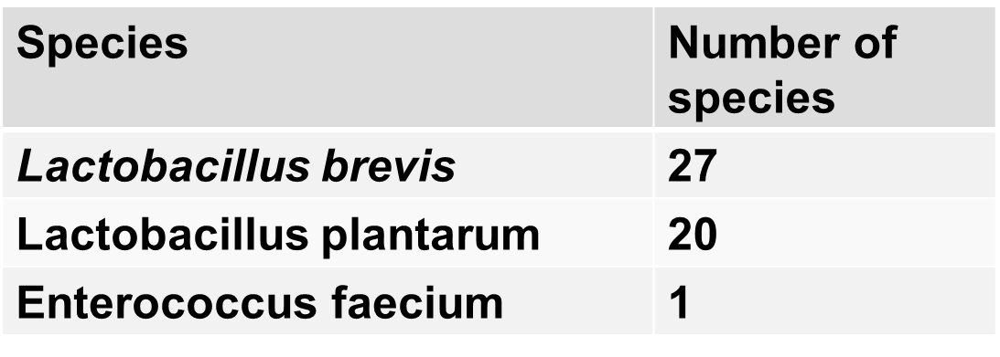 Species
Number of
species
Lactobacillus brevis
27
Lactobacillus plantarum
20
Enterococcus faecium
1